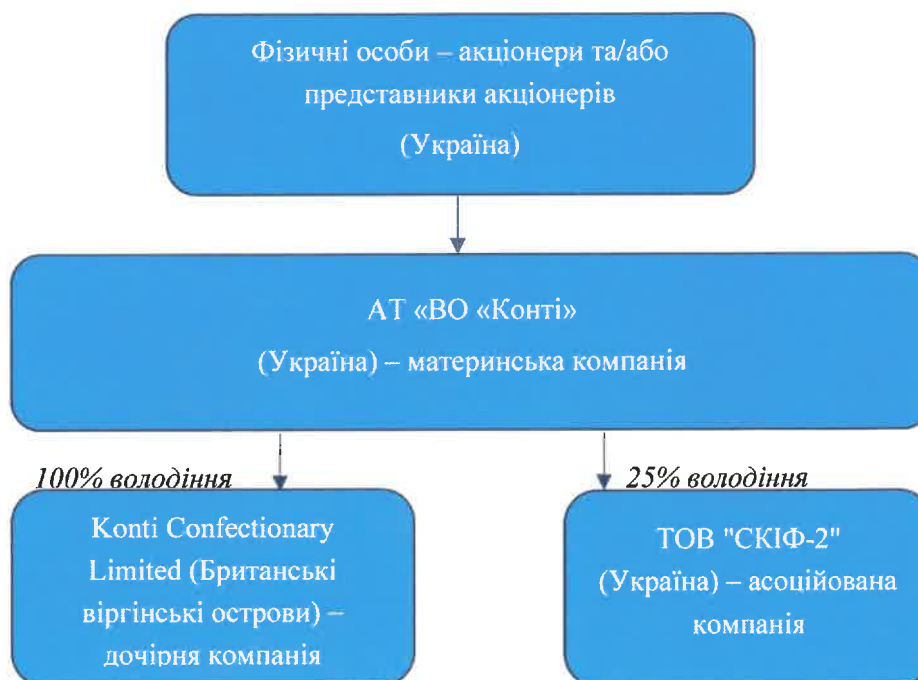 Фізичні особи – акціонери та/або
представники акціонерів
(Україна)
АТ «ВО «Конті»
(Україна) – материнська компанія
100% володіння
25% володіння
Konti Confectionary
Limited (Британські
віргінські острови) –
дочірня компанія
ТОВ "СКІФ-2"
(Україна) – асоційована
компанія